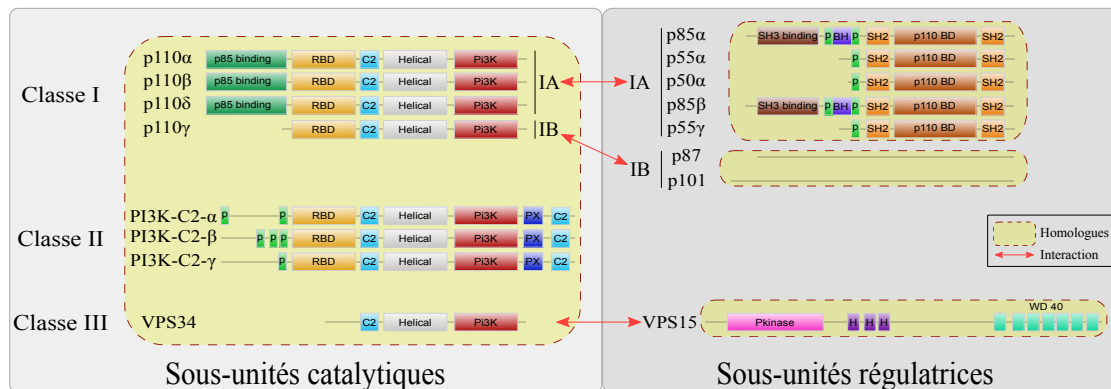 Classe I
p110α p85 binding RBD C2 Helical Pi3K
p110β p85 binding RBD C2 Helical Pi3K
p110δ p85 binding RBD C2 Helical Pi3K
p110γ RBD C2 Helical Pi3K
IA
IB
Classe II
PI3K-C2-α P P RBD C2 Helical Pi3K PX C2
PI3K-C2-β P P P RBD C2 Helical Pi3K PX C2
PI3K-C2-γ P RBD C2 Helical Pi3K PX C2
Classe III
VPS34 C2 Helical Pi3K
Sous-unités catalytiques
IA
p85α SH3 binding P BH P SH2 p110 BD SH2
p55α P SH2 p110 BD SH2
p50α P SH2 p110 BD SH2
p85β SH3 binding P BH P SH2 p110 BD SH2
p55γ P SH2 p110 BD SH2
IB
p87
p101
Homologues
Interaction
WD 40
VPS15 Pkinase H H H
Sous-unités régulatrices